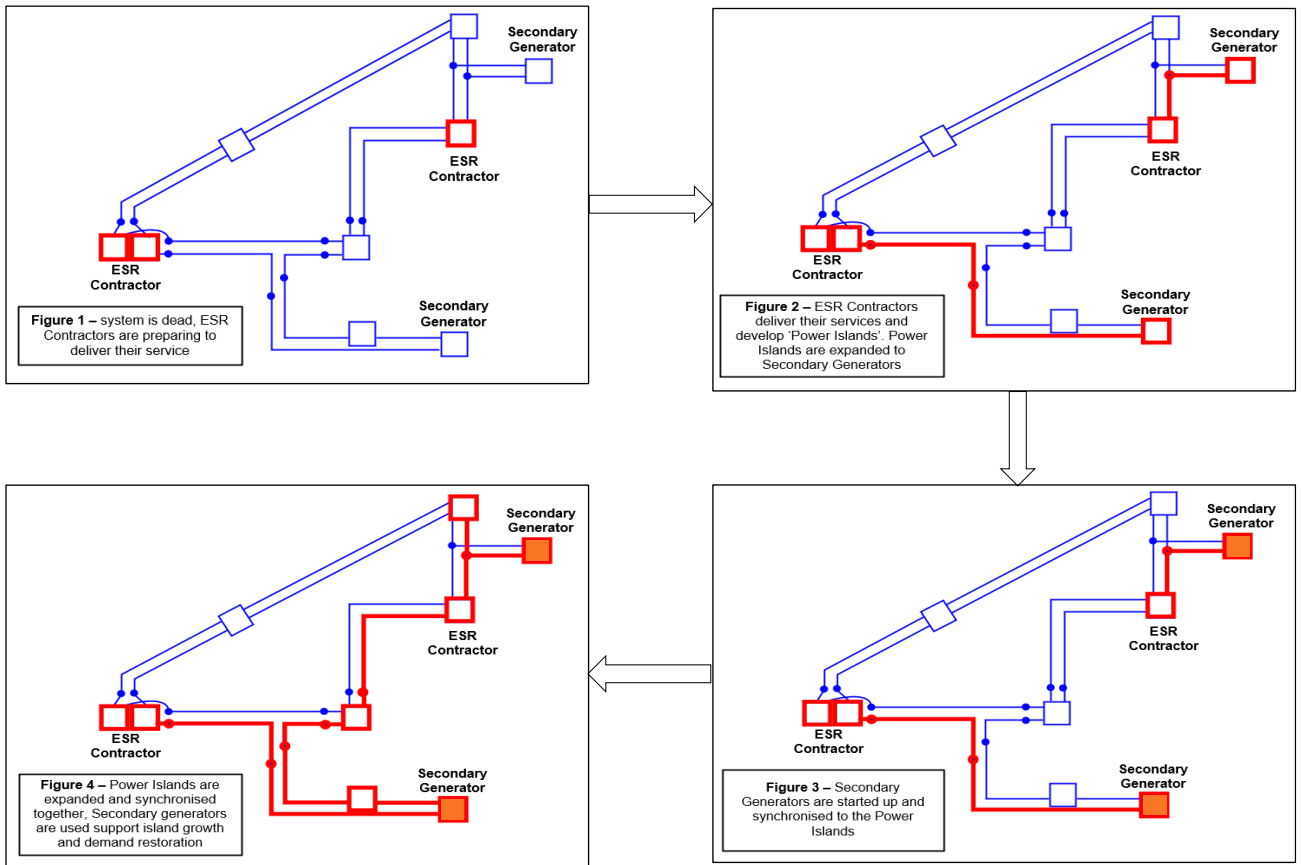 Secondary
Generator
ESR
Contractor
ESR
Contractor
Secondary
Generator
Figure 1 – system is dead, ESR
Contractors are preparing to
deliver their service
Secondary
Generator
ESR
Contractor
ESR
Contractor
Secondary
Generator
Figure 2 – ESR Contractors
deliver their services and
develop ‘Power Islands’. Power
Islands are expanded to
Secondary Generators
Secondary
Generator
ESR
Contractor
ESR
Contractor
Secondary
Generator
Figure 3 – Secondary
Generators are started up and
synchronised to the Power
Islands
Secondary
Generator
ESR
Contractor
ESR
Contractor
Secondary
Generator
Figure 4 – Power Islands are
expanded and synchronised
together, Secondary generators
are used support island growth
and demand restoration